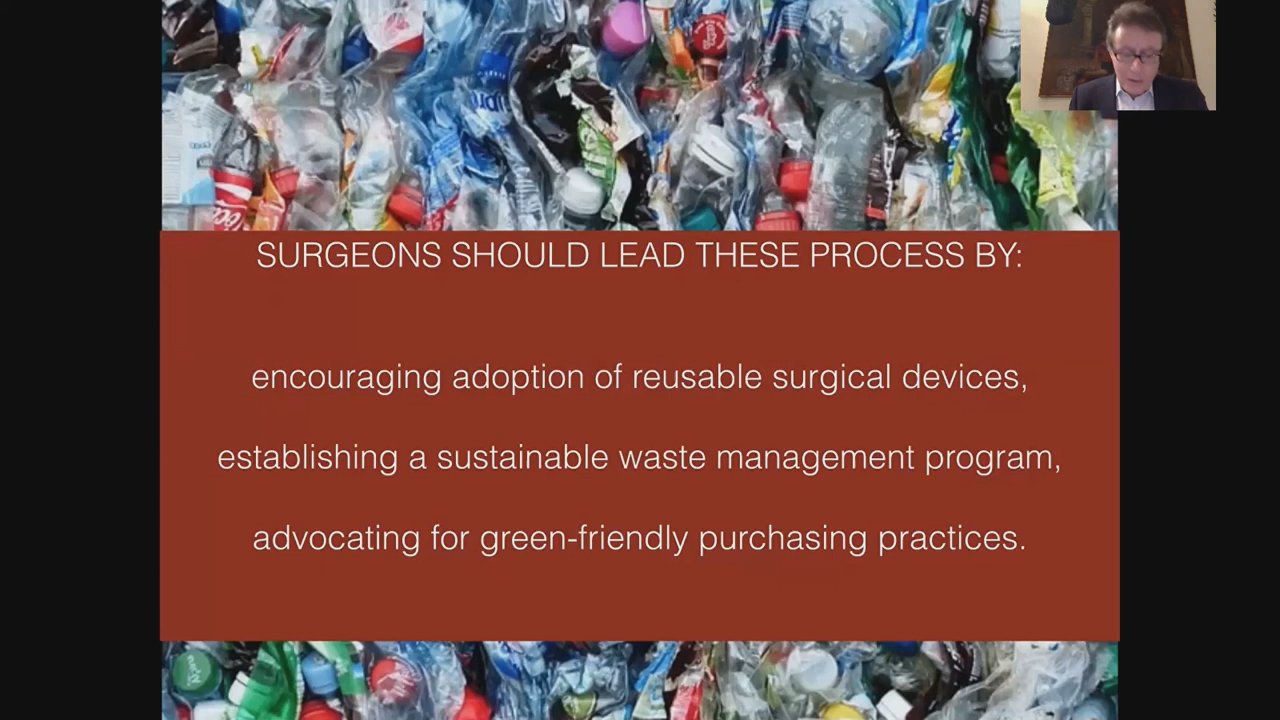 SURGEONS SHOULD LEAD THESE PROCESS BY:
encouraging adoption of reusable surgical devices,
establishing a sustainable waste management program,
advocating for green-friendly purchasing practices.